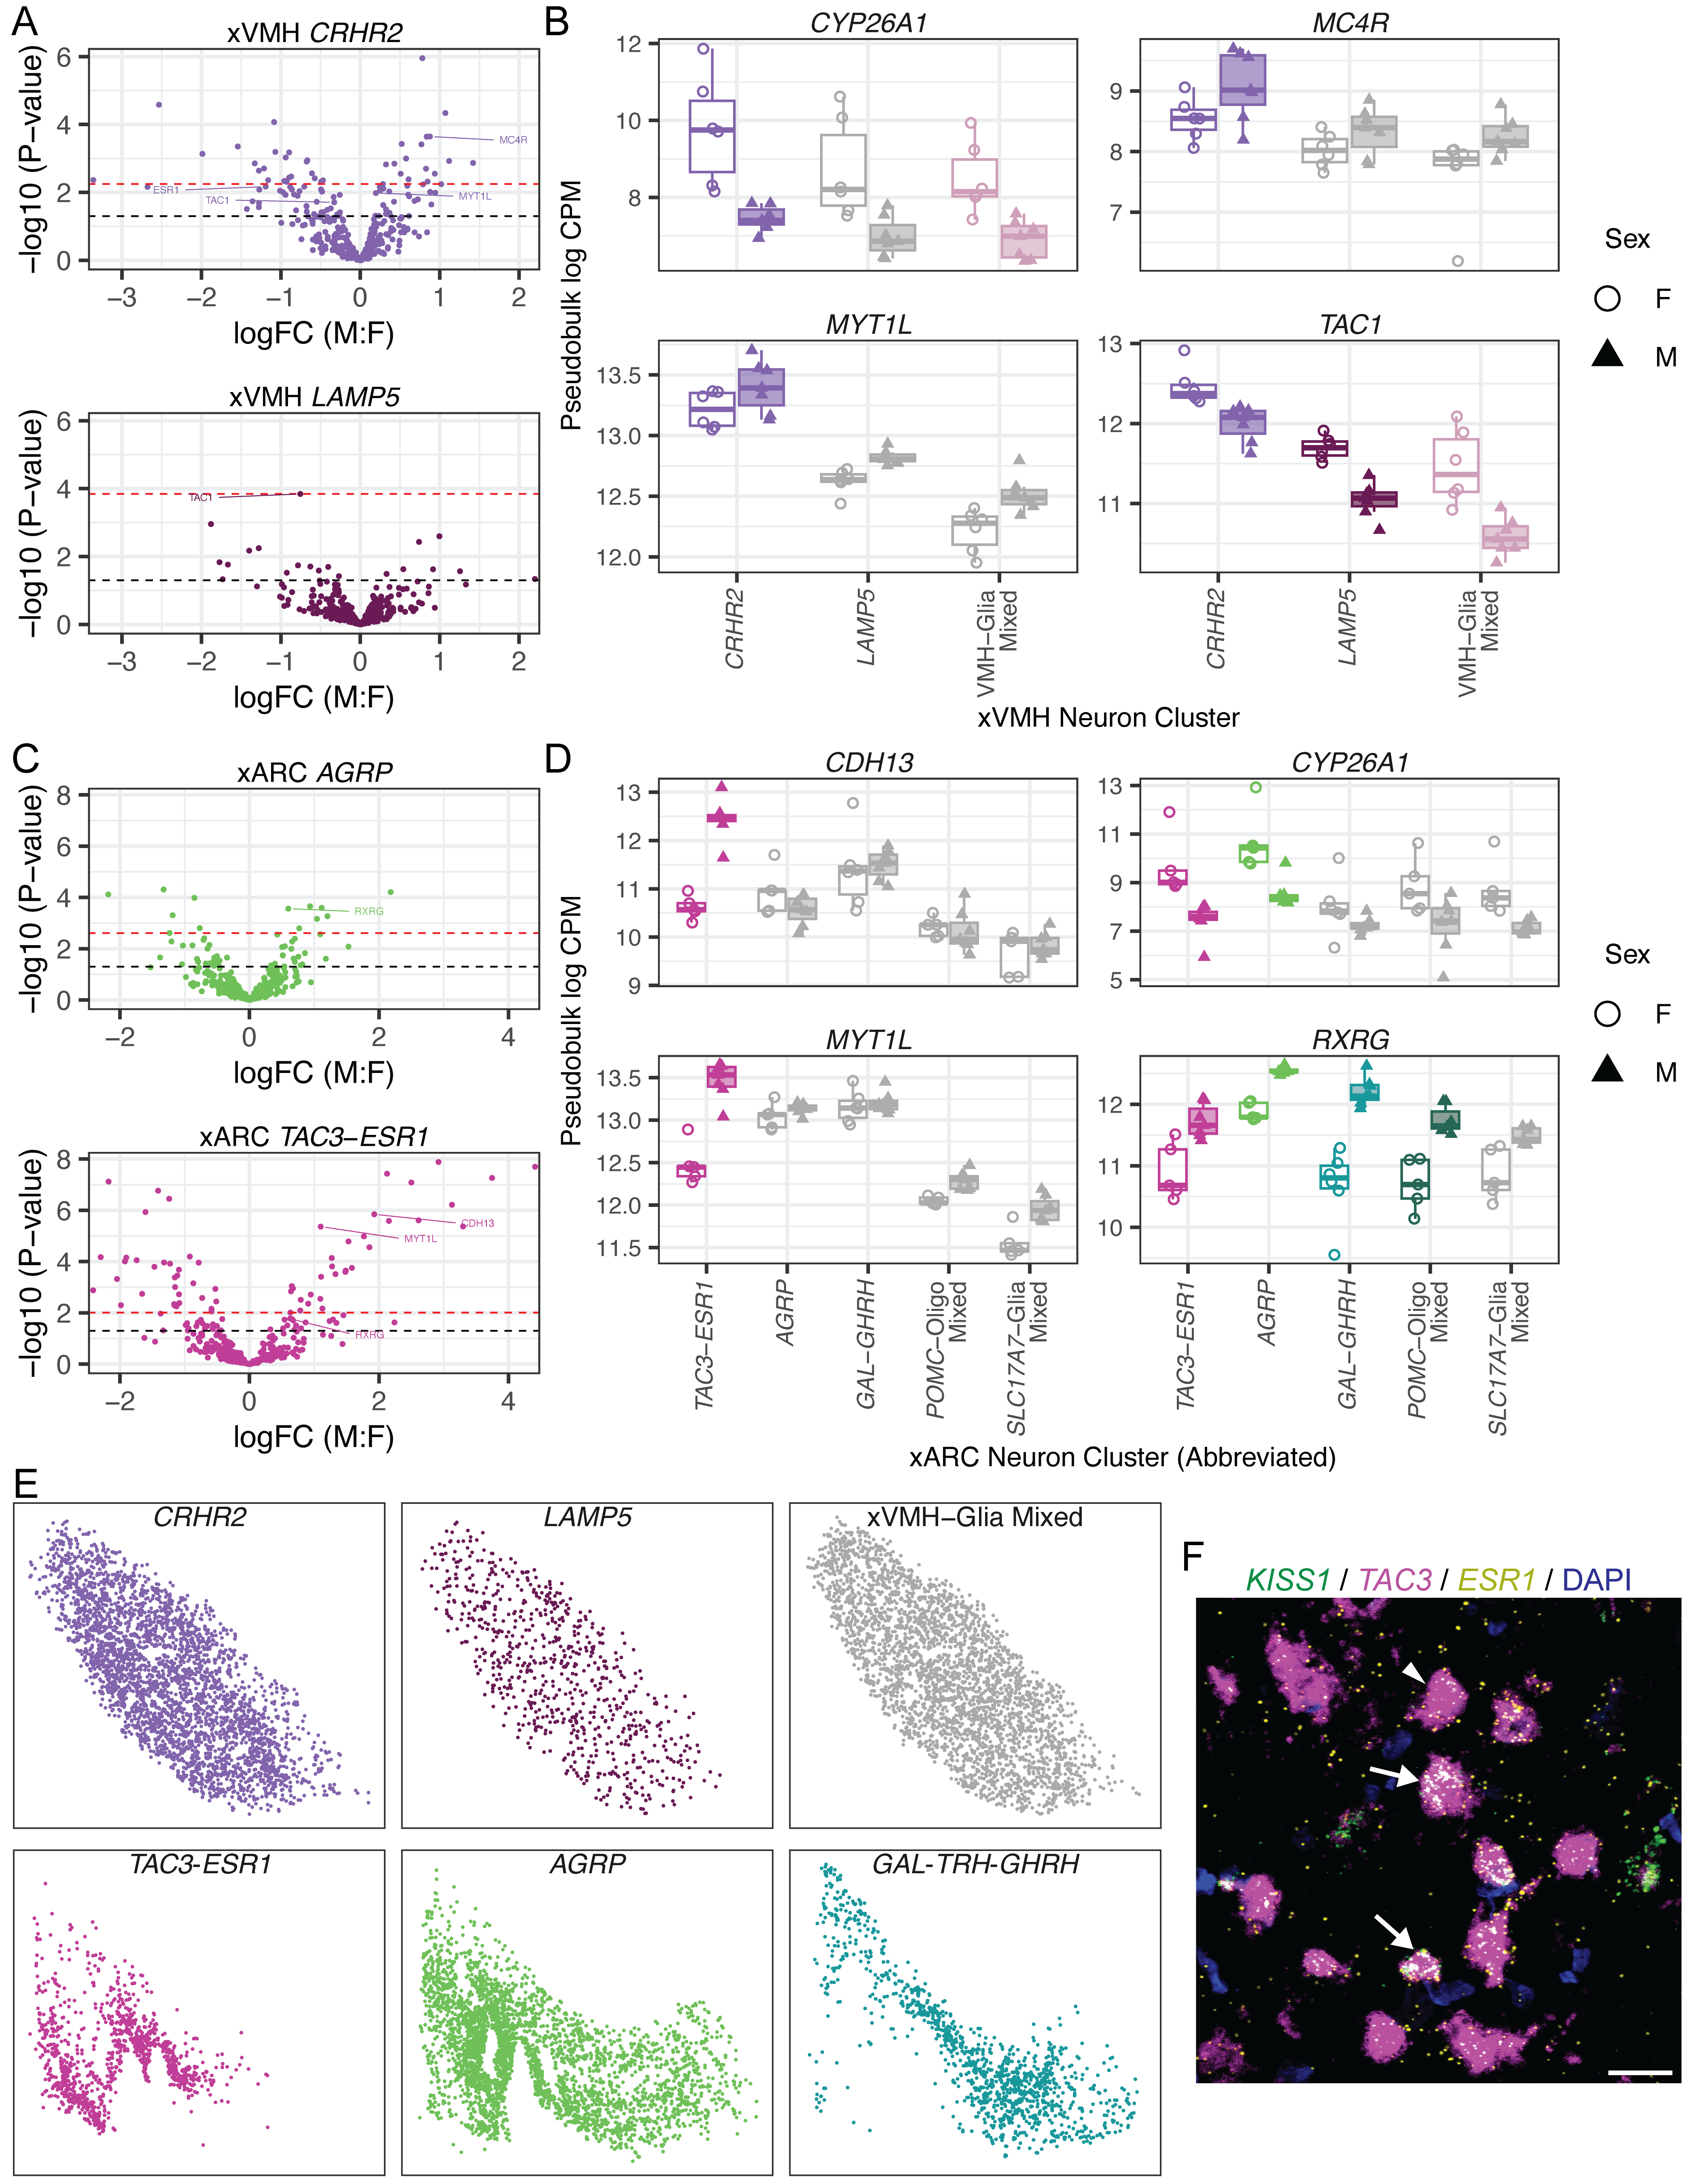 A
xVMH CRHR2
−log10 (P−value)
6
4
2
0
MC4R
ESR1
TAC1
MYT1L
−3 −2 −1 0 1 2
logFC (M:F)
xVMH LAMP5
−log10 (P−value)
6
4
2
0
TAC1
−3 −2 −1 0 1 2
logFC (M:F)
B
Pseudobulk log CPM
CYP26A1
12
10
8
MC4R
9
8
7
MYT1L
13.5
13.0
12.5
12.0
TAC1
13
12
11
CRHR2
LAMP5
VMH−Glia
Mixed
CRHR2
LAMP5
VMH−Glia
Mixed
xVMH Neuron Cluster
Sex
F
M
C
xARC AGRP
−log10 (P−value)
8
6
4
2
0
RXRG
−2 0 2 4
logFC (M:F)
xARC TAC3−ESR1
−log10 (P−value)
8
6
4
2
0
CDH13
MYT1L
RXRG
−2 0 2 4
logFC (M:F)
D
Pseudobulk log CPM
CDH13
13
12
11
10
9
CYP26A1
13
11
9
7
5
MYT1L
13.5
13.0
12.5
12.0
11.5
RXRG
12
11
10
TAC3−ESR1
AGRP
GAL−GHRH
POMC−Oligo
Mixed
SLC17A7−Glia
Mixed
TAC3−ESR1
AGRP
GAL−GHRH
POMC−Oligo
Mixed
SLC17A7−Glia
Mixed
xARC Neuron Cluster (Abbreviated)
Sex
F
M
E
CRHR2
LAMP5
xVMH−Glia Mixed
TAC3-ESR1
AGRP
GAL-TRH-GHRH
F
KISS1 / TAC3 / ESR1 / DAPI